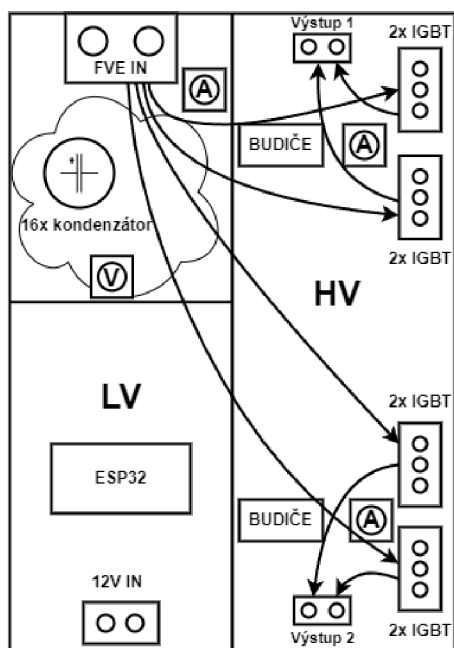 FVE IN
A
Výstup 1
2x IGBT
BUDIČE
A
+
16x kondenzátor
V
2x IGBT
HV
LV
2x IGBT
ESP32
BUDIČE
A
12V IN
Výstup 2
2x IGBT